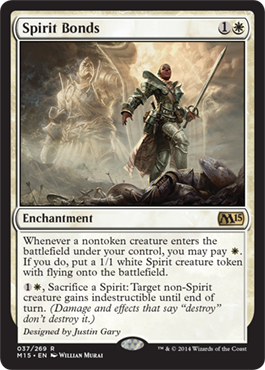 Spirit Bonds 1
Enchantment M15
Whenever a nontoken creature enters the
battlefield under your control, you may pay .
If you do, put a 1/1 white Spirit creature token
with flying onto the battlefield.
1 , Sacrifice a Spirit: Target non-Spirit
creature gains indestructible until end of
turn. (Damage and effects that say “destroy”
don’t destroy it.)
Designed by Justin Gary
037/269 R
M15 • EN Willian Murai ™ & © 2014 Wizards of the Coast